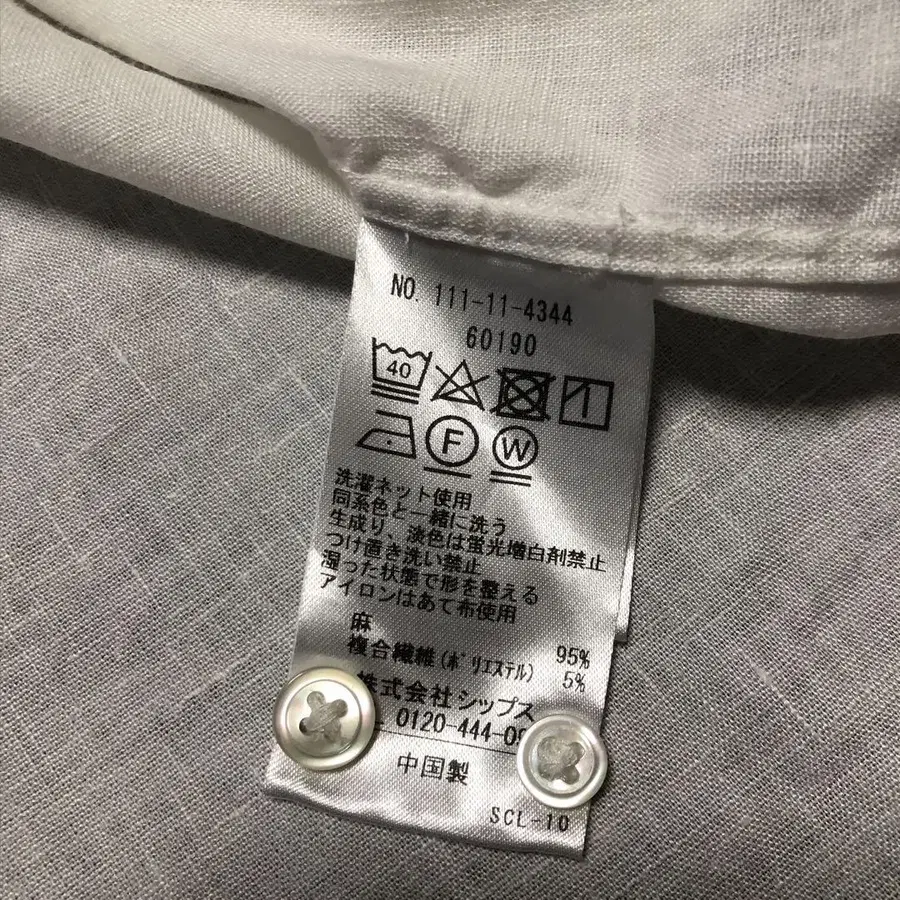 NO. 111-11-4344
60190
40
F
W
洗濯ネット使用
同系色と一緒に洗う
生成り、淡色は蛍光増白剤禁止
つけ置き洗い禁止
湿った状態で形を整える
アイロンはあて布使用
麻 95%
複合繊維(ポリエステル) 5%
株式会社シップス
0120-444-09
中国製
SCL-10